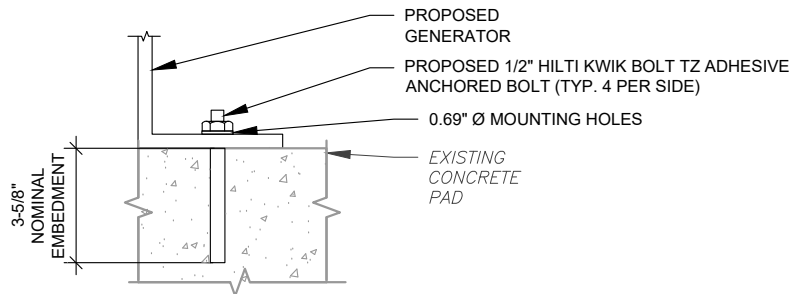 PROPOSED
GENERATOR
PROPOSED 1/2" HILTI KWIK BOLT TZ ADHESIVE
ANCHORED BOLT (TYP. 4 PER SIDE)
0.69" Ø MOUNTING HOLES
EXISTING
CONCRETE
PAD
3-5/8"
NOMINAL
EMBEDMENT